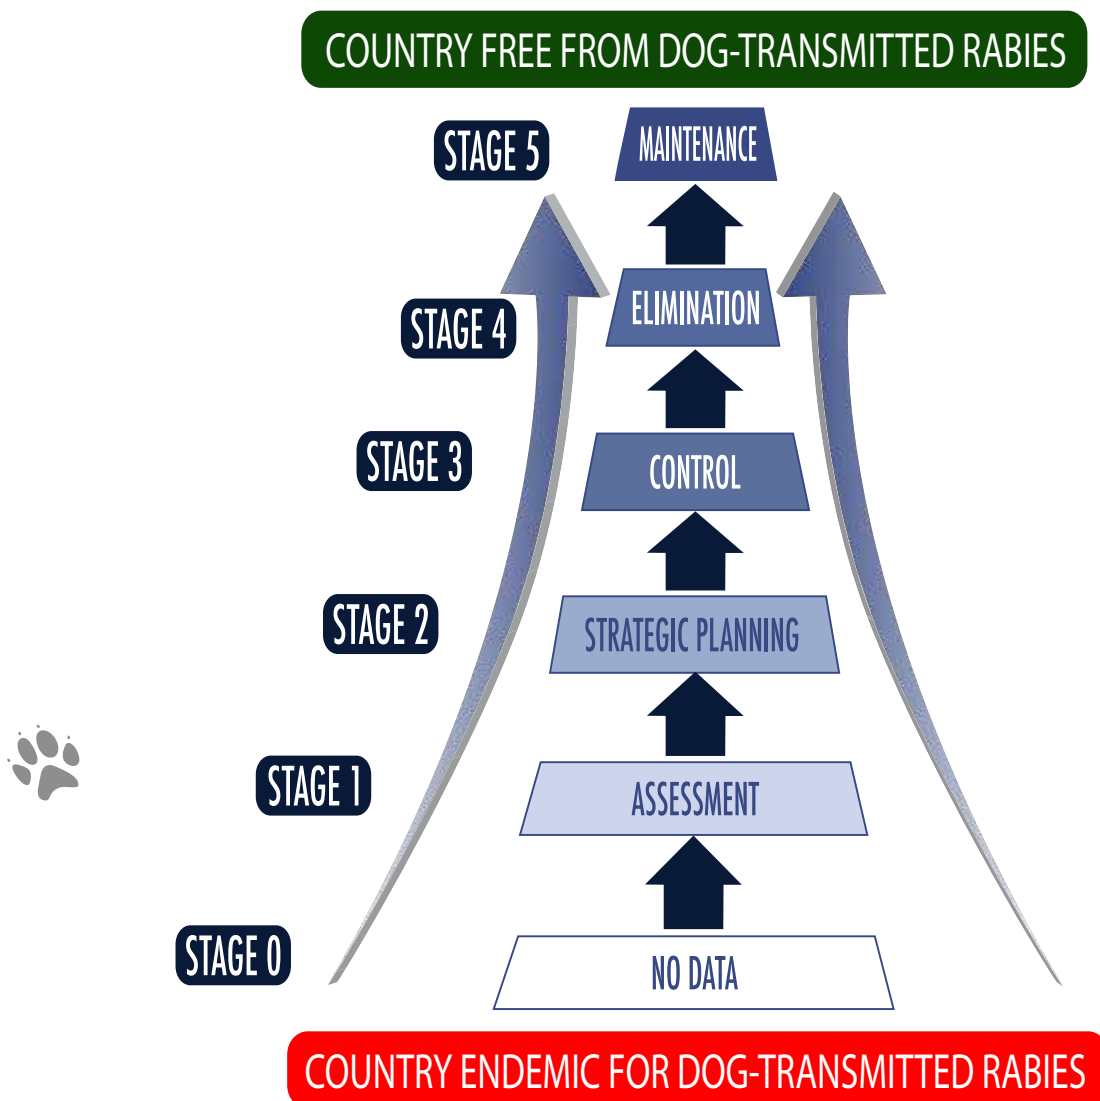 COUNTRY FREE FROM DOG-TRANSMITTED RABIES
STAGE 5
MAINTENANCE
STAGE 4
ELIMINATION
STAGE 3
CONTROL
STAGE 2
STRATEGIC PLANNING
STAGE 1
ASSESSMENT
STAGE 0
NO DATA
COUNTRY ENDEMIC FOR DOG-TRANSMITTED RABIES